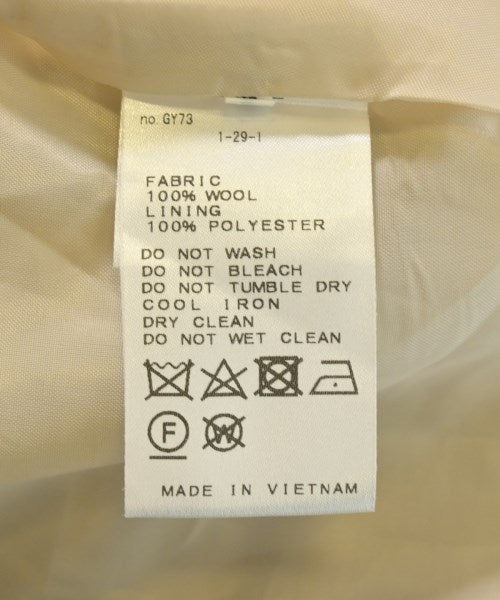 no. GY73
1-29-1
FABRIC
100% WOOL
LINING
100% POLYESTER
DO NOT WASH
DO NOT BLEACH
DO NOT TUMBLE DRY
COOL IRON
DRY CLEAN
DO NOT WET CLEAN
F W
MADE IN VIETNAM